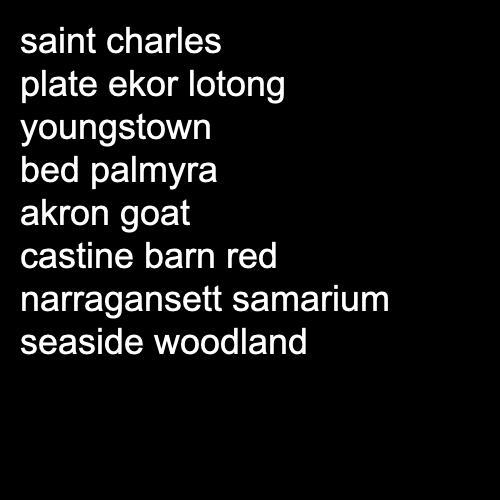 saint charles
plate ekor lotong
youngstown
bed palmyra
akron goat
castine barn red
narragansett samarium
seaside woodland